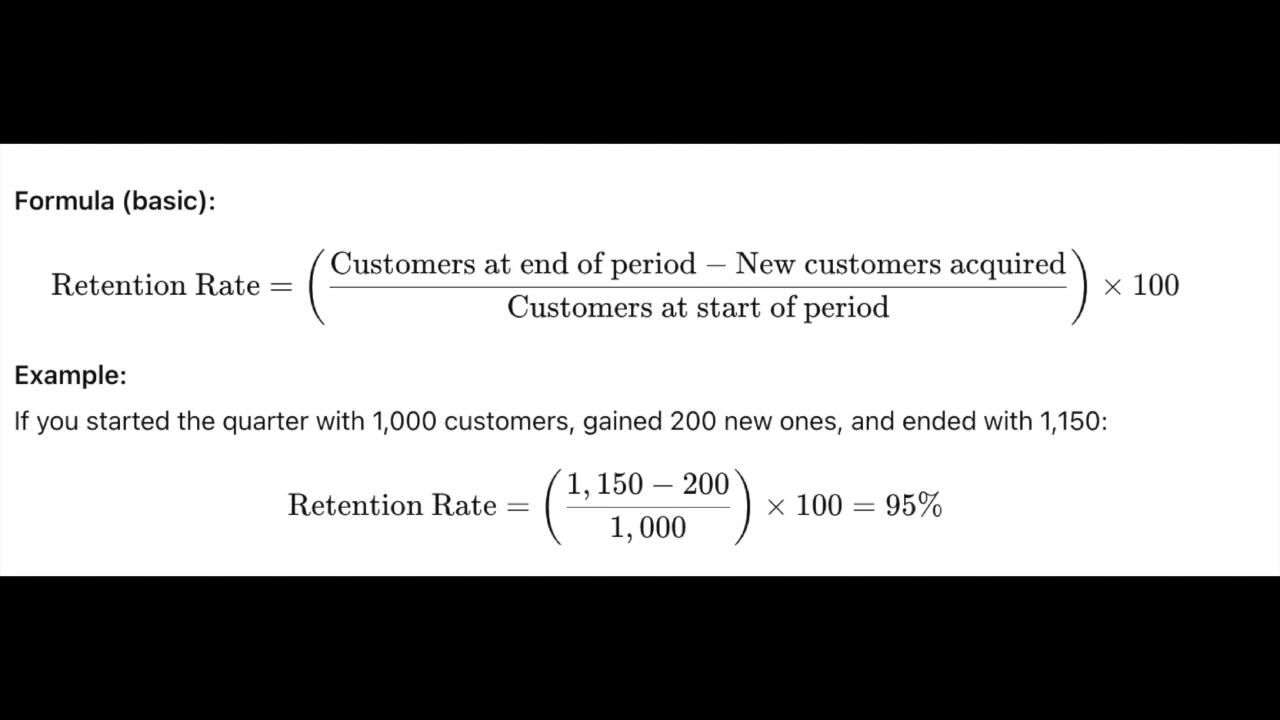 Formula (basic):
Retention Rate = (Customers at end of period − New customers acquired / Customers at start of period) × 100
Example:
If you started the quarter with 1,000 customers, gained 200 new ones, and ended with 1,150:
Retention Rate = (1, 150 − 200 / 1, 000) × 100 = 95%